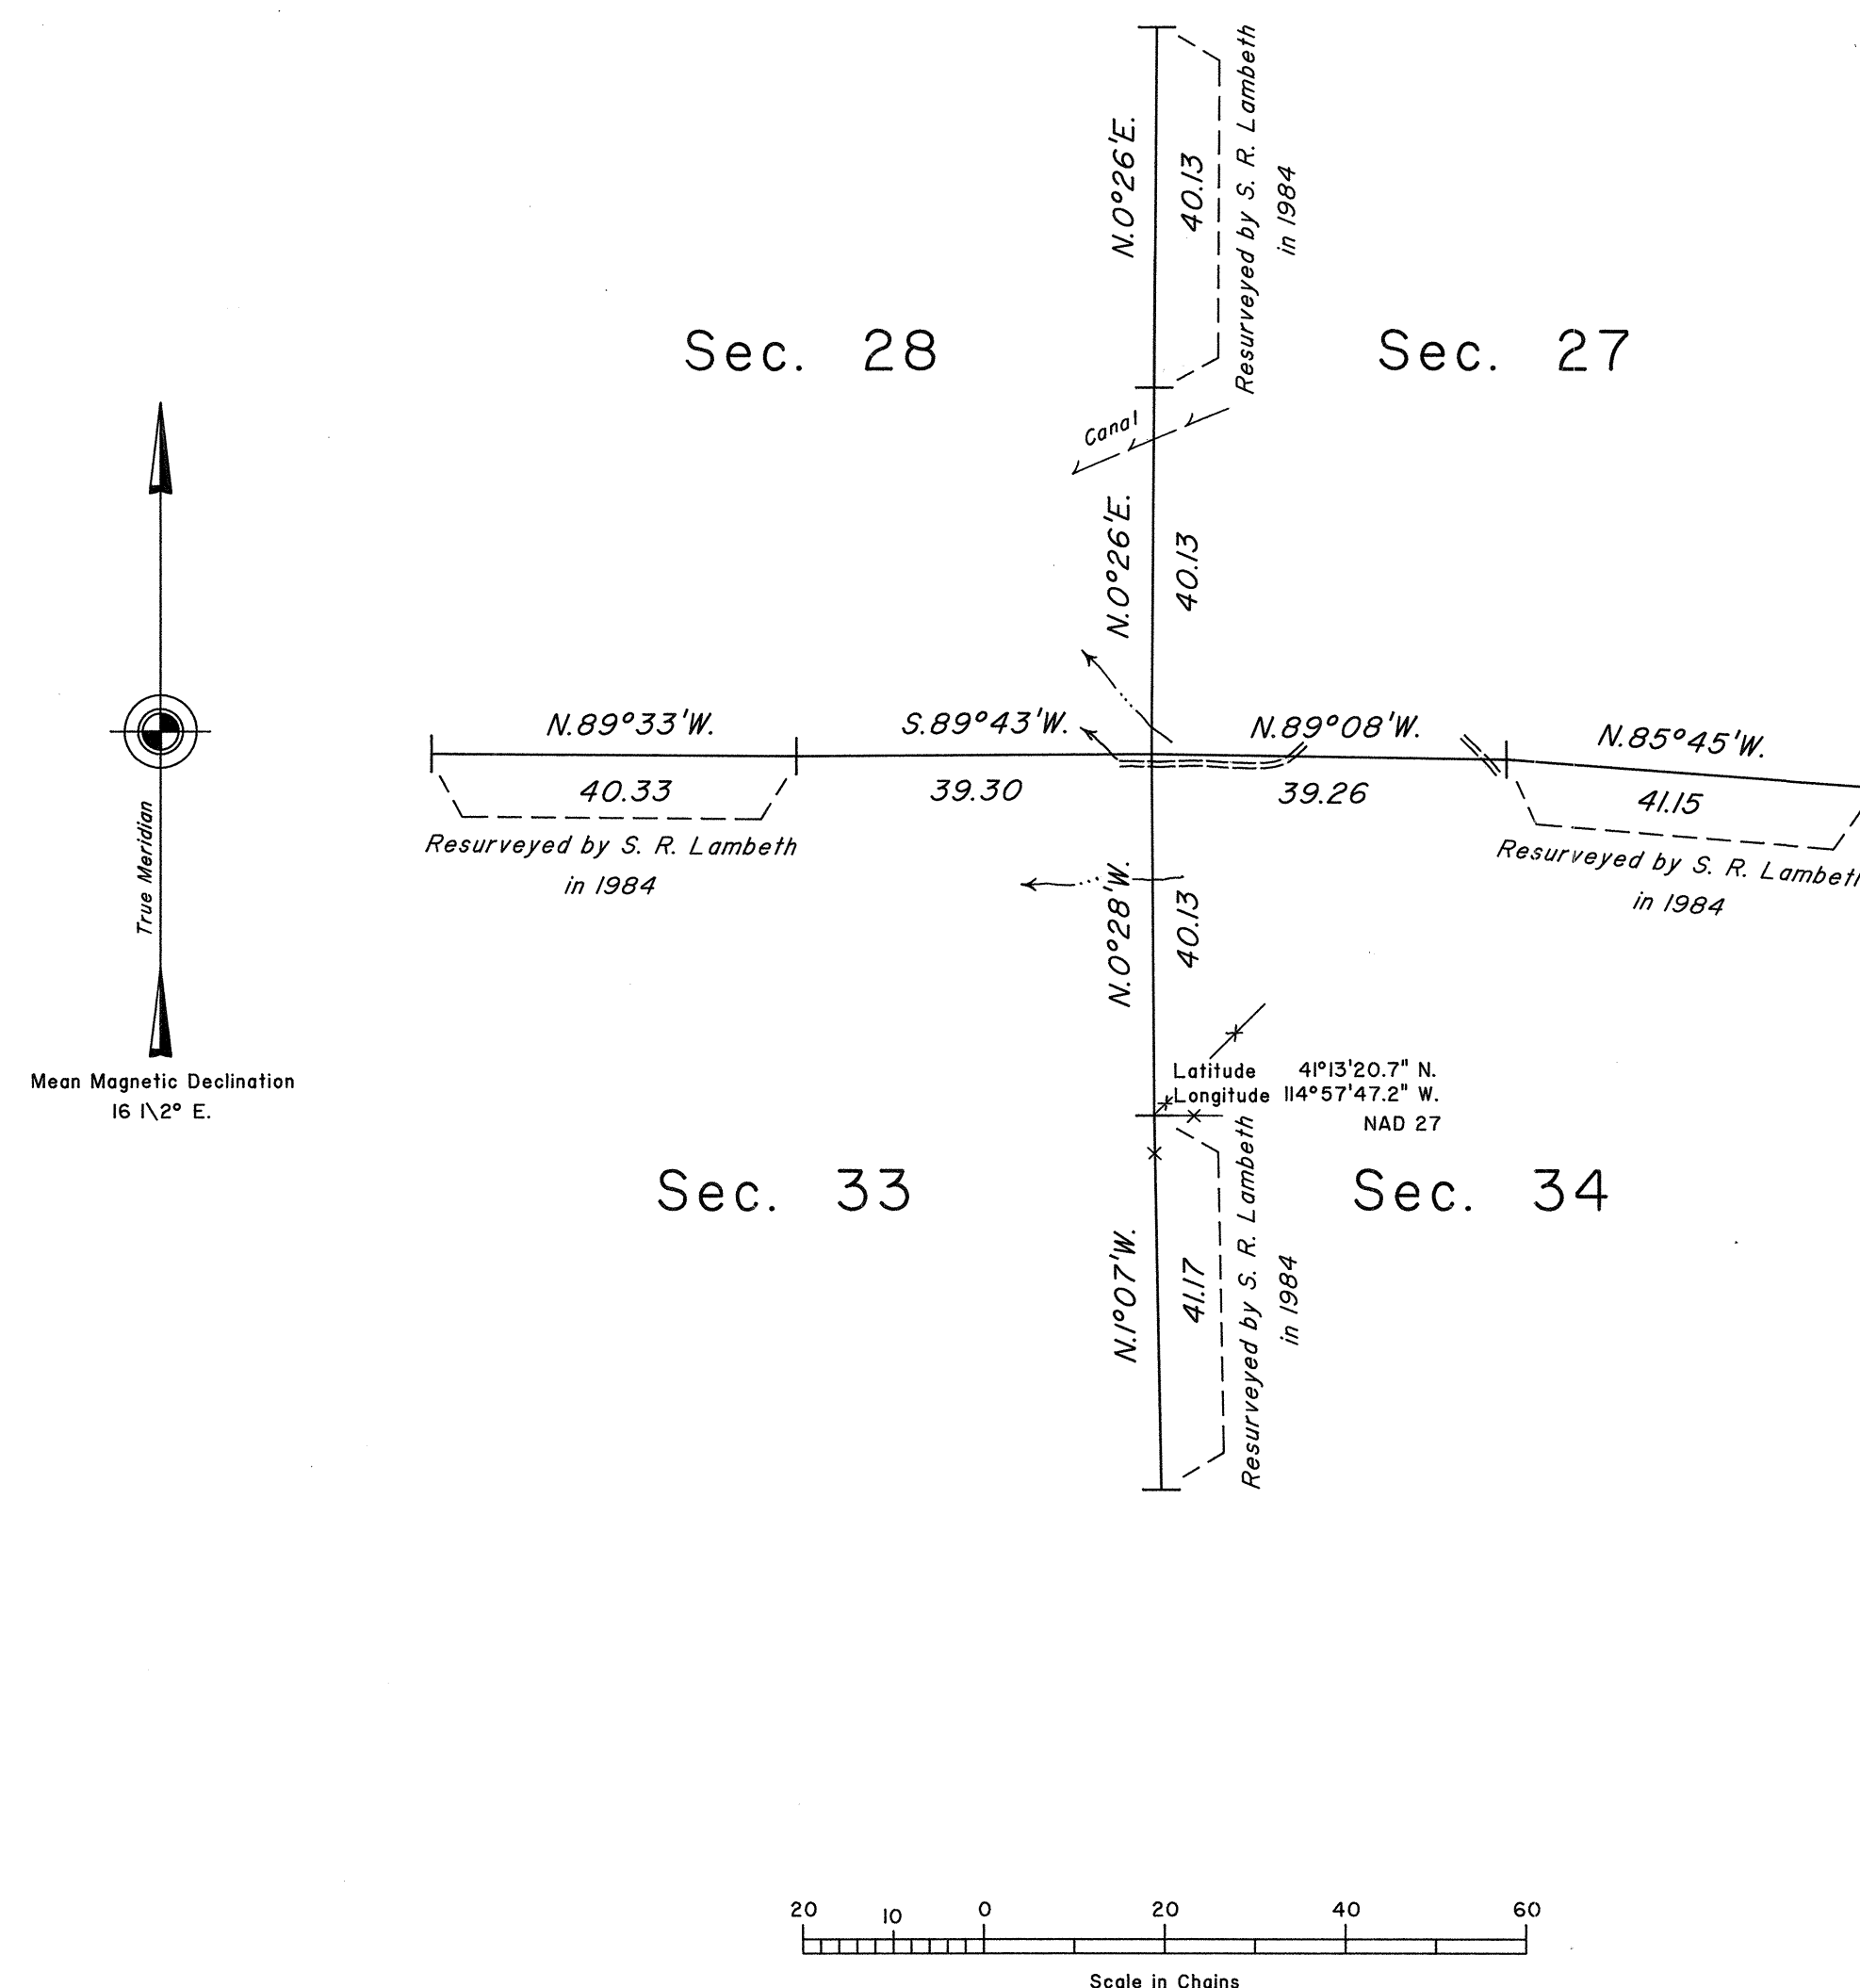 N.0°26'E.
40.13
Resurveyed by S. R. Lambeth
in 1984
Sec. 28
Sec. 27
Canal
N.0°26'E.
40.13
N.89°33'W.
S.89°43'W.
N.89°08'W.
N.85°45'W.
40.33
39.30
39.26
41.15
Resurveyed by S. R. Lambeth
in 1984
Resurveyed by S. R. Lambeth
in 1984
True Meridian
N.0°28'W.
40.13
Mean Magnetic Declination
16 1\2° E.
Latitude 41°13'20.7" N.
Longitude 114°57'47.2" W.
NAD 27
Sec. 33
Sec. 34
N.1°07'W.
41.17
Resurveyed by S. R. Lambeth
in 1984
20 10 0 20 40 60
Scale in Chains